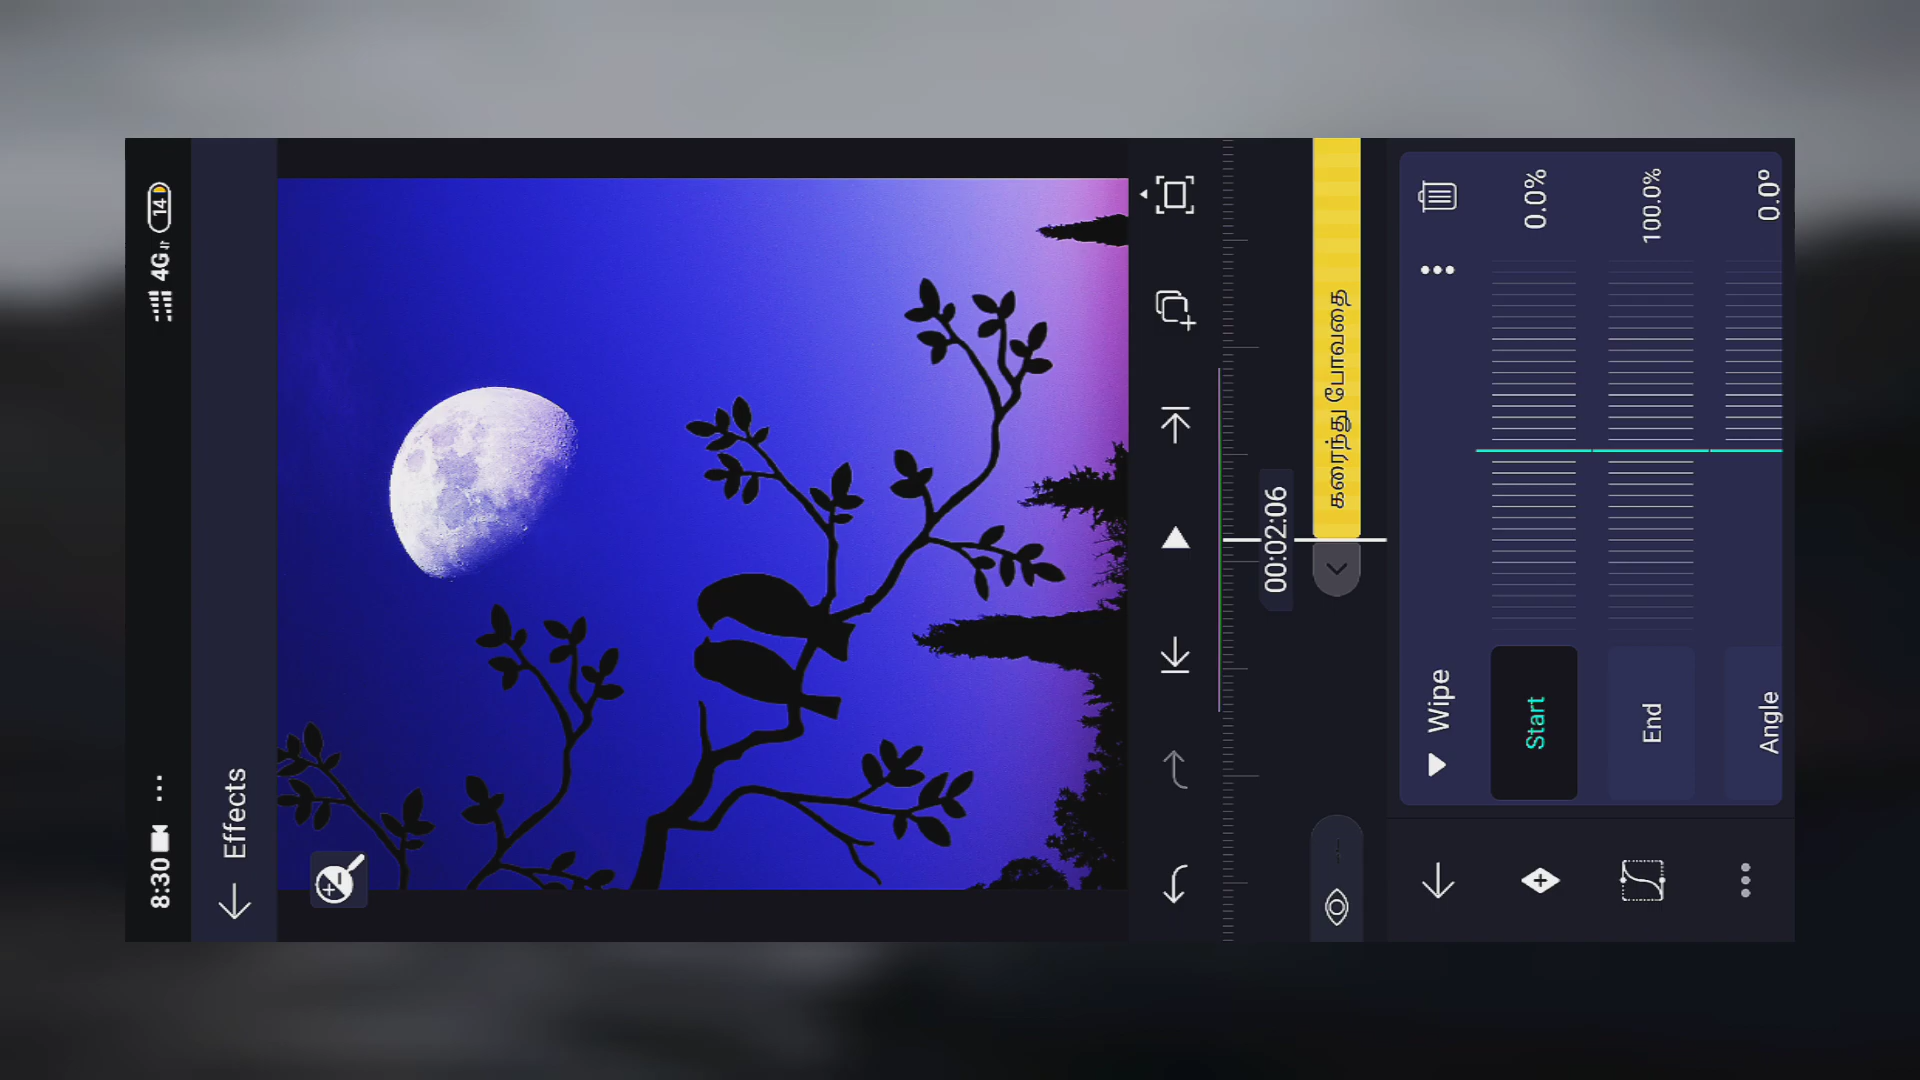 8:30 ... 4G 14
Effects
00:02:06
கரைந்து போவதை
Wipe
Start 0.0%
End 100.0%
Angle 0.0°